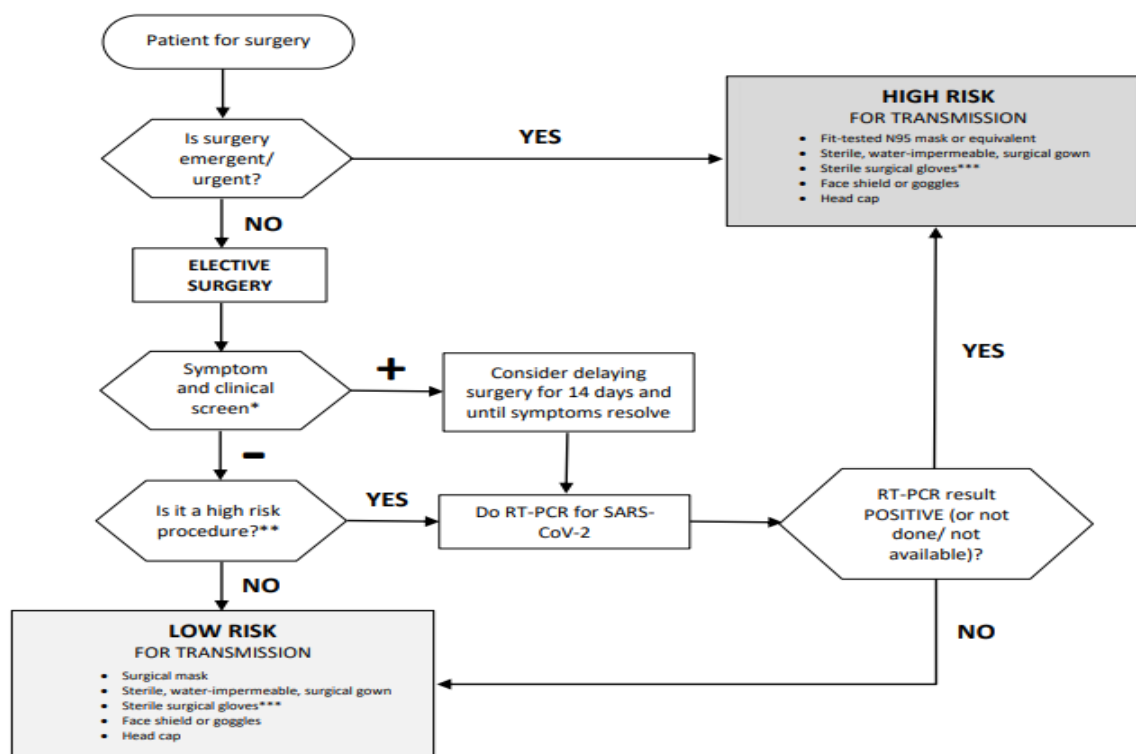 Patient for surgery
Is surgery
emergent/
urgent?
YES
HIGH RISK
FOR TRANSMISSION
• Fit-tested N95 mask or equivalent
• Sterile, water-impermeable, surgical gown
• Sterile surgical gloves***
• Face shield or goggles
• Head cap
NO
ELECTIVE
SURGERY
Symptom
and clinical
screen*
+
Consider delaying
surgery for 14 days and
until symptoms resolve
YES
–
Is it a high risk
procedure?**
YES
Do RT-PCR for SARS-
CoV-2
RT-PCR result
POSITIVE (or not
done/ not
available)?
NO
NO
LOW RISK
FOR TRANSMISSION
• Surgical mask
• Sterile, water-impermeable, surgical gown
• Sterile surgical gloves***
• Face shield or goggles
• Head cap